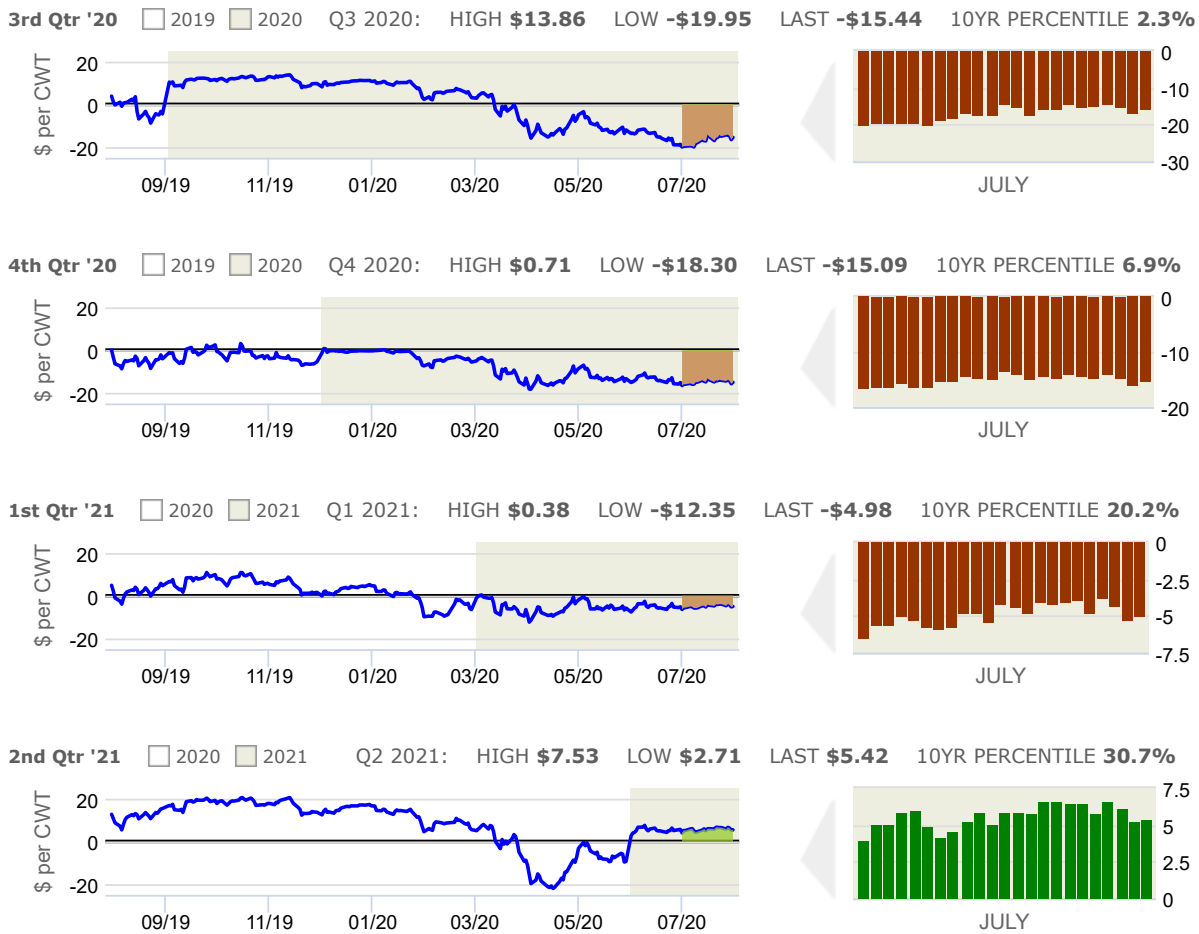 3rd Qtr '20 2019 2020 Q3 2020: HIGH $13.86 LOW -$19.95 LAST -$15.44 10YR PERCENTILE 2.3%
$ per CWT
20
0
-20
09/19 11/19 01/20 03/20 05/20 07/20
0
-10
-20
-30
JULY
4th Qtr '20 2019 2020 Q4 2020: HIGH $0.71 LOW -$18.30 LAST -$15.09 10YR PERCENTILE 6.9%
$ per CWT
20
0
-20
09/19 11/19 01/20 03/20 05/20 07/20
0
-10
-20
JULY
1st Qtr '21 2020 2021 Q1 2021: HIGH $0.38 LOW -$12.35 LAST -$4.98 10YR PERCENTILE 20.2%
$ per CWT
20
0
-20
09/19 11/19 01/20 03/20 05/20 07/20
0
-2.5
-5
-7.5
JULY
2nd Qtr '21 2020 2021 Q2 2021: HIGH $7.53 LOW $2.71 LAST $5.42 10YR PERCENTILE 30.7%
$ per CWT
20
0
-20
09/19 11/19 01/20 03/20 05/20 07/20
7.5
5
2.5
0
JULY